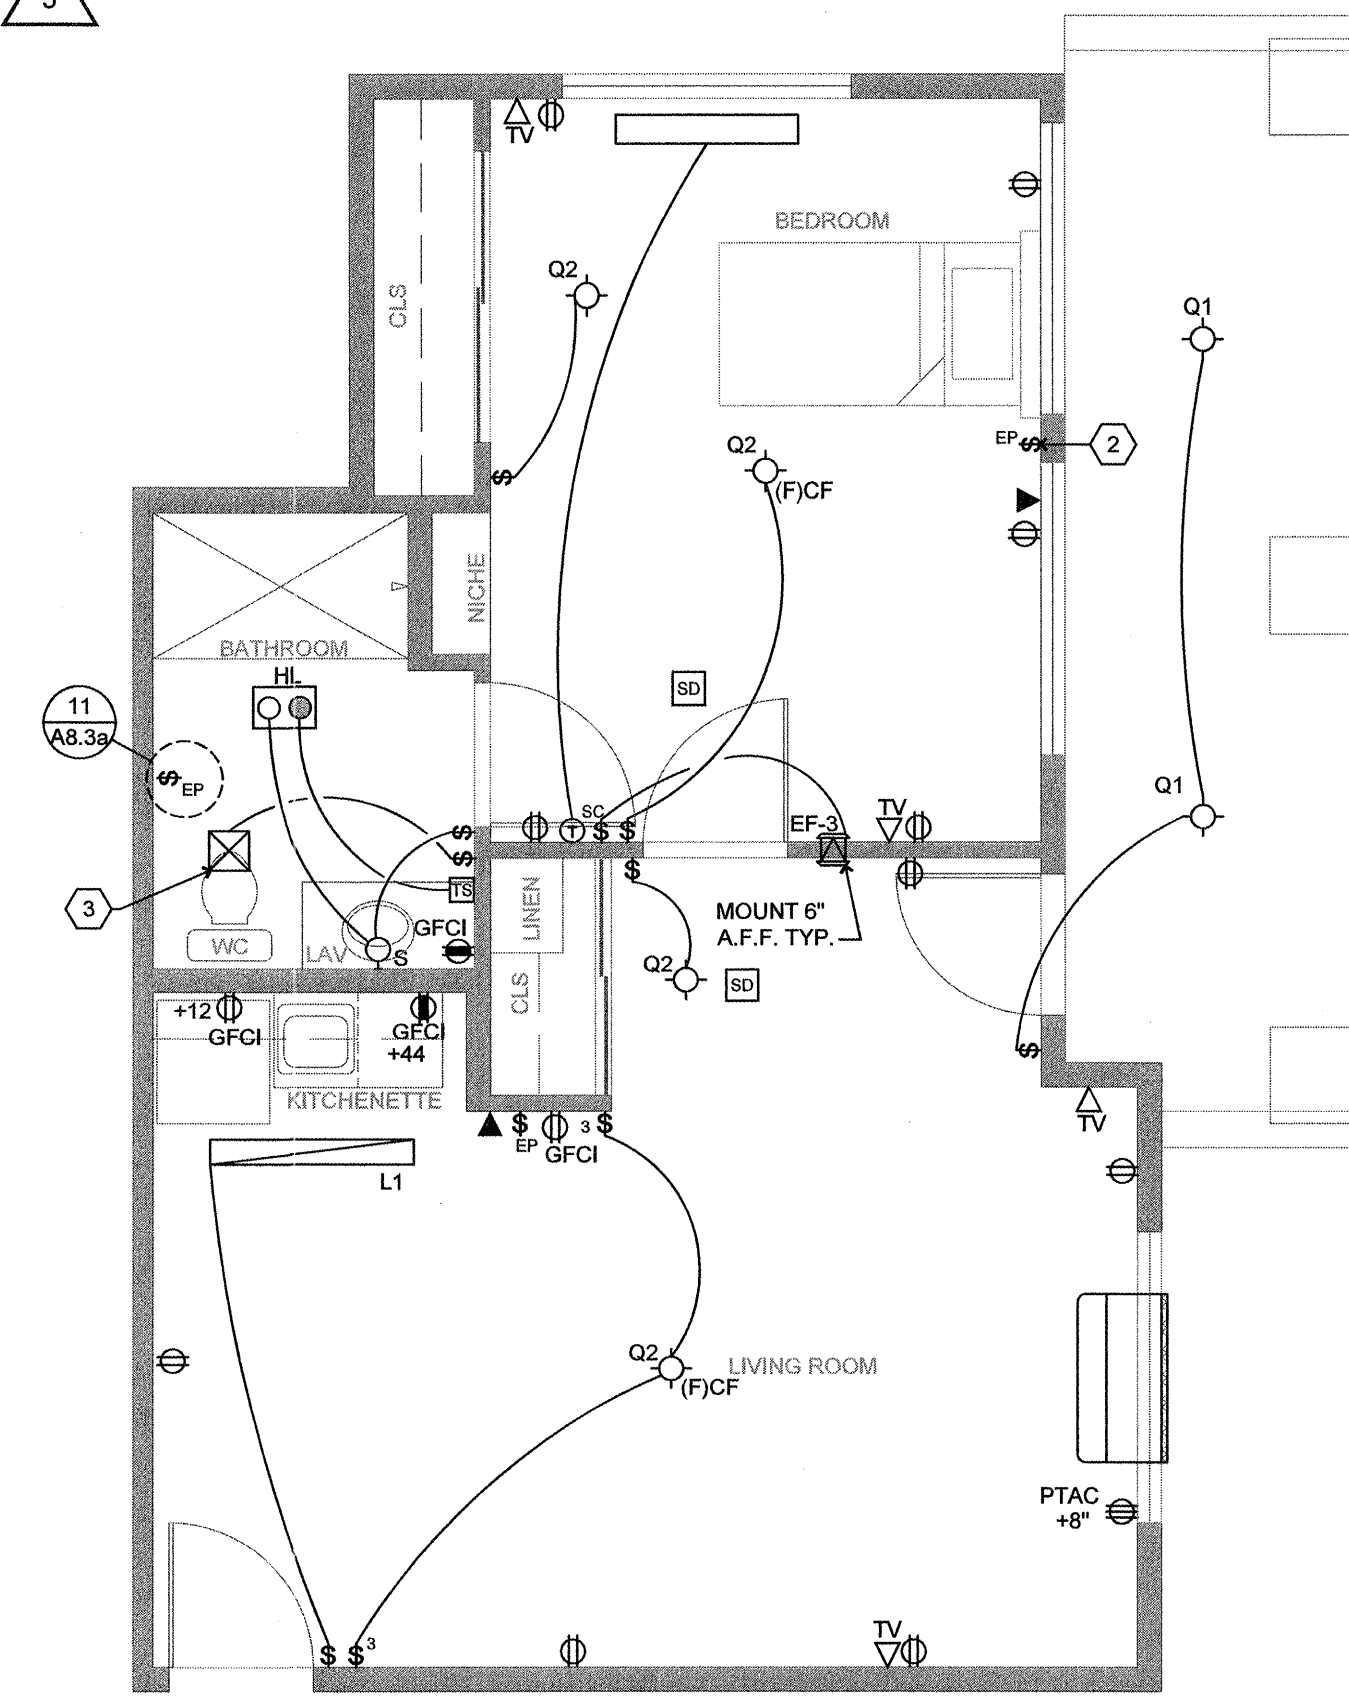 5
TV
BEDROOM
CLS
Q2
Q1
Q2
(F)CF
EP $
2
$
NICHE
BATHROOM
HL
SD
11
A8.3a
$ EP
Q1
SC
T $ $
EF-3
TV
$
$
$
TS
3
WC
LAV
S
GFCI
LINEN
CLS
MOUNT 6"
A.F.F. TYP.
Q2
SD
+12
GFCI
GFCI
+44
$
KITCHENETTE
TV
$
EP
GFCI
3 $
L1
Q2
(F)CF
LIVING ROOM
PTAC
+8"
TV
$ $ 3